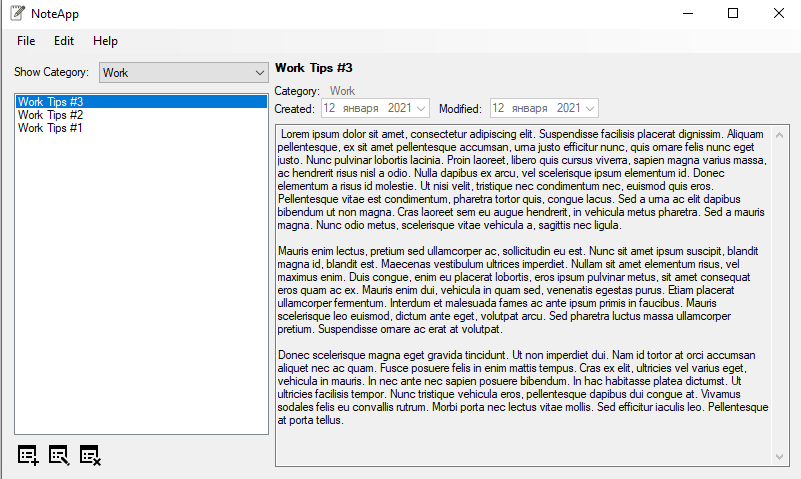 NoteApp
File Edit Help
Show Category: Work
Work Tips #3
Work Tips #2
Work Tips #1
Work Tips #3
Category: Work
Created: 12 января 2021 Modified: 12 января 2021
Lorem ipsum dolor sit amet, consectetur adipiscing elit. Suspendisse facilisis placerat dignissim. Aliquam
pellentesque, ex sit amet pellentesque accumsan, urna justo efficitur nunc, quis ornare felis nunc eget
justo. Nunc pulvinar lobortis lacinia. Proin laoreet, libero quis cursus viverra, sapien magna varius massa,
ac hendrerit risus nisl a odio. Nulla dapibus ex arcu, vel scelerisque ipsum elementum id. Donec
elementum a risus id molestie. Ut nisi velit, tristique nec condimentum nec, euismod quis eros.
Pellentesque vitae est condimentum, pharetra tortor quis, congue lacus. Sed a urna ac elit dapibus
bibendum ut non magna. Cras laoreet sem eu augue hendrerit, in vehicula metus pharetra. Sed a mauris
magna. Nunc odio metus, scelerisque vitae vehicula a, sagittis nec ligula.
Mauris enim lectus, pretium sed ullamcorper ac, sollicitudin eu est. Nunc sit amet ipsum suscipit, blandit
magna id, blandit est. Maecenas vestibulum ultrices imperdiet. Nullam sit amet elementum risus, vel
maximus enim. Duis congue, enim eu placerat lobortis, eros ipsum pulvinar metus, sit amet consequat
eros quam ac ex. Mauris enim dui, vehicula in quam sed, venenatis egestas purus. Etiam placerat
ullamcorper fermentum. Interdum et malesuada fames ac ante ipsum primis in faucibus. Mauris
scelerisque leo euismod, dictum ante eget, volutpat arcu. Sed pharetra luctus massa ullamcorper
pretium. Suspendisse ornare ac erat at volutpat.
Donec scelerisque magna eget gravida tincidunt. Ut non imperdiet dui. Nam id tortor at orci accumsan
aliquet nec ac quam. Fusce posuere felis in enim mattis tempus. Cras ex elit, ultricies vel varius eget,
vehicula in mauris. In nec ante nec sapien posuere bibendum. In hac habitasse platea dictumst. Ut
ultricies facilisis tempor. Nunc tristique vehicula eros, pellentesque dapibus dui congue at. Vivamus
sodales felis eu convallis rutrum. Morbi porta nec lectus vitae mollis. Sed efficitur iaculis leo. Pellentesque
at porta tellus.